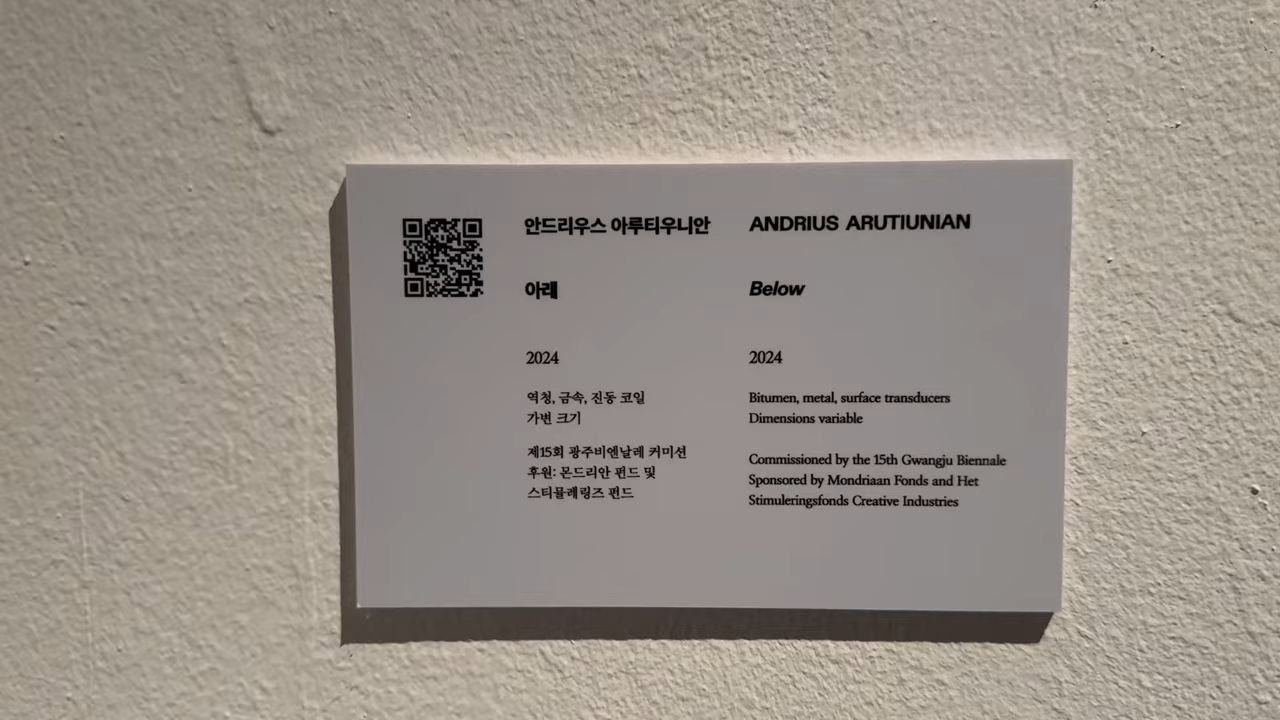 안드리우스 아루티우니안
아래
2024
역청, 금속, 진동 코일
가변 크기
제15회 광주비엔날레 커미션
후원: 몬드리안 펀드 및
스티뮬레링즈 펀드
ANDRIUS ARUTIUNIAN
Below
2024
Bitumen, metal, surface transducers
Dimensions variable
Commissioned by the 15th Gwangju Biennale
Sponsored by Mondriaan Fonds and Het
Stimuleringsfonds Creative Industries